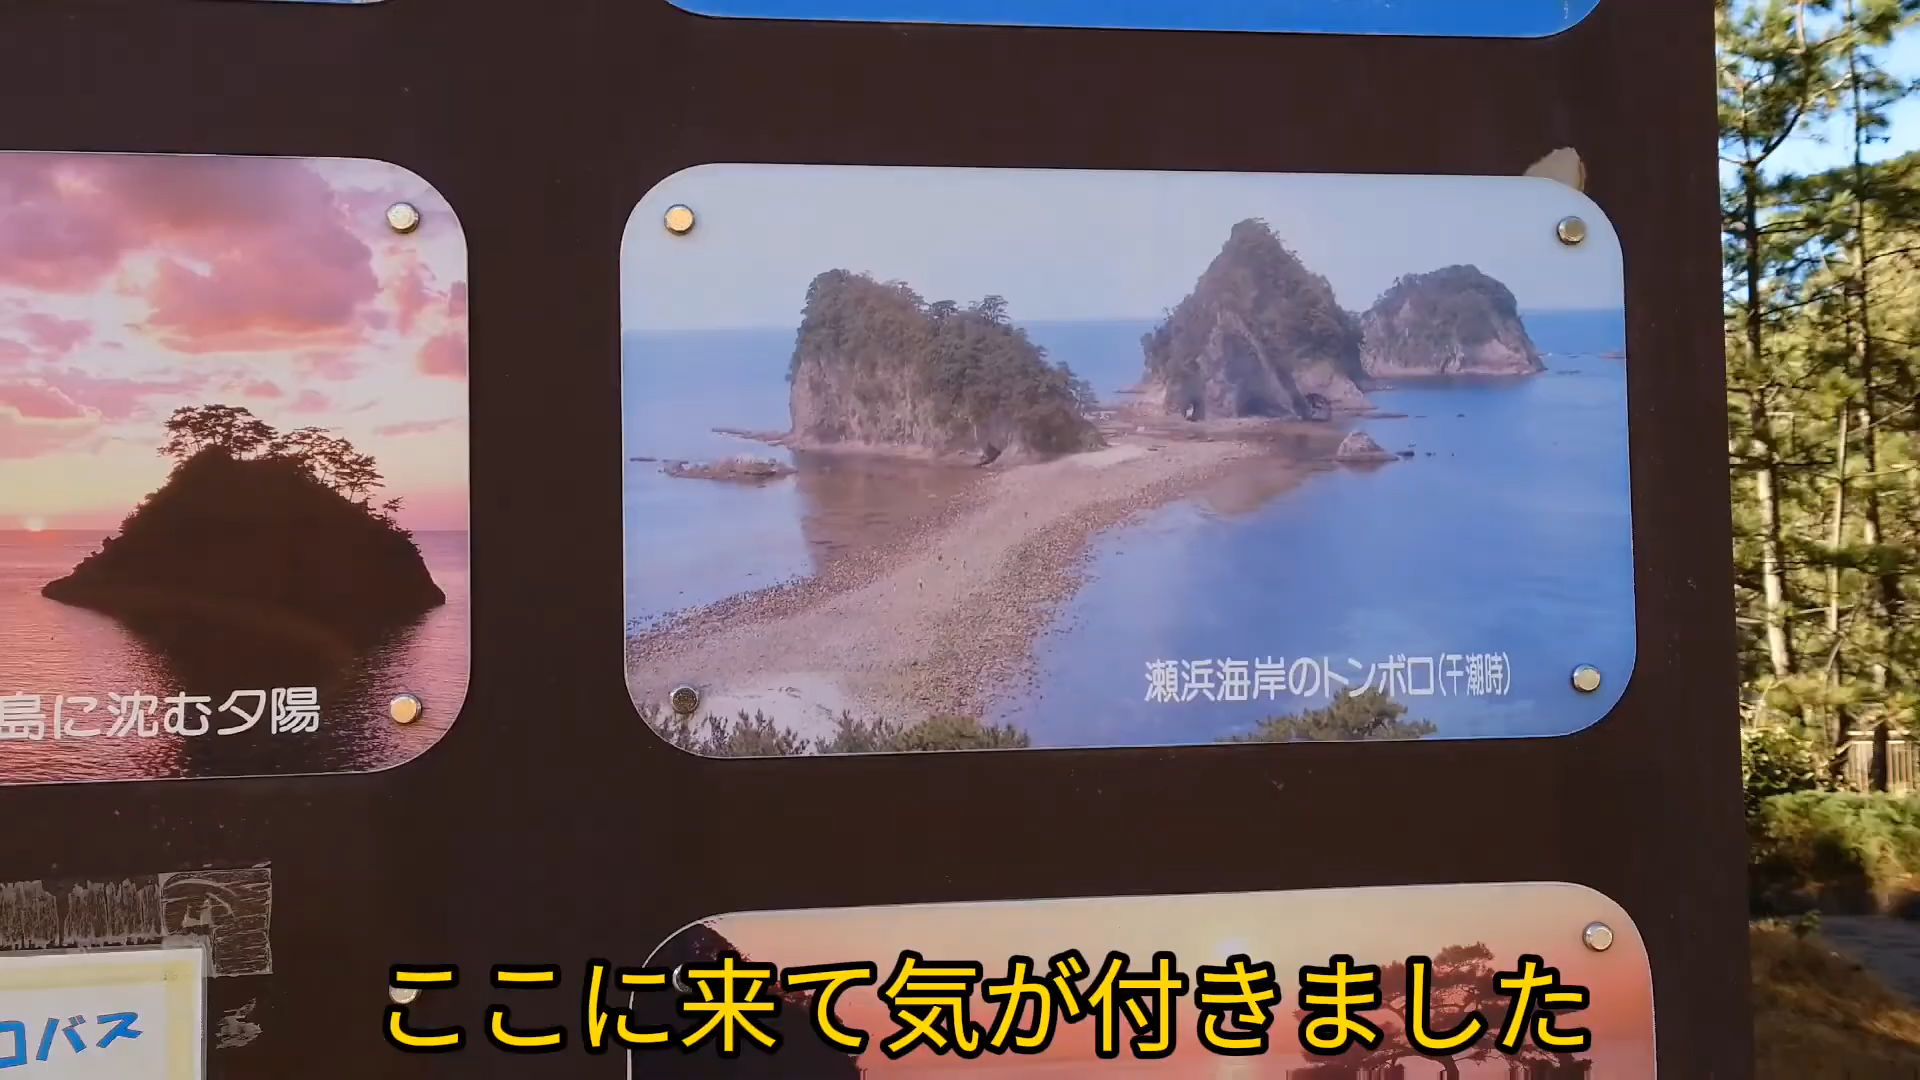 島に沈む夕陽
瀬浜海岸のトンボロ(干潮時)
ロバス
ここに来て気が付きました